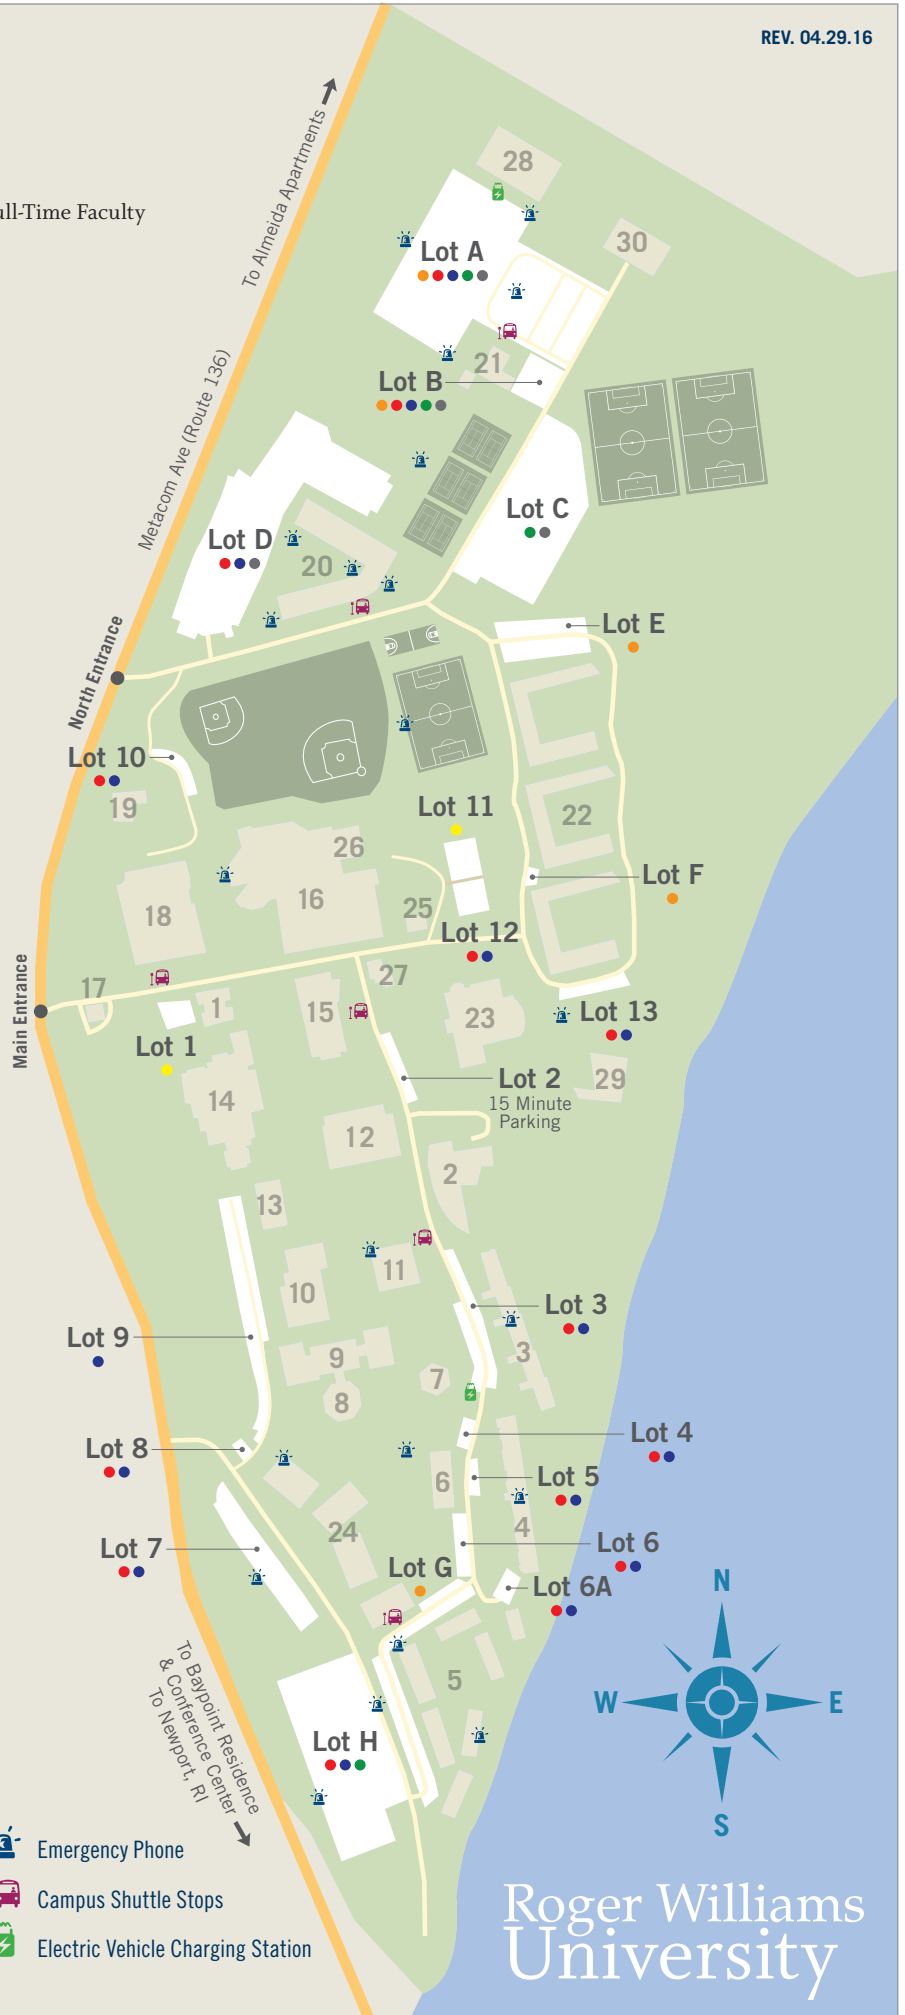 REV. 04.29.16
To Almeida Apartments
28
ull-Time Faculty
30
Lot A
21
Lot B
Metacom Ave (Route 136)
Lot C
Lot D
20
North Entrance
Lot E
Lot 10
19
Lot 11
22
26
Lot F
16
25
18
Lot 12
27
Main Entrance
17
1
15
23
Lot 13
Lot 1
Lot 2
15 Minute
Parking
29
14
12
2
13
11
10
Lot 3
Lot 9
9
3
7
8
Lot 8
Lot 4
6
Lot 5
24
4
Lot 7
Lot 6
Lot G
Lot 6A
N
5
W
E
To Baypoint Residence
& Conference Center
To Newport, RI
Lot H
S
Emergency Phone
Campus Shuttle Stops
Electric Vehicle Charging Station
Roger Williams
University